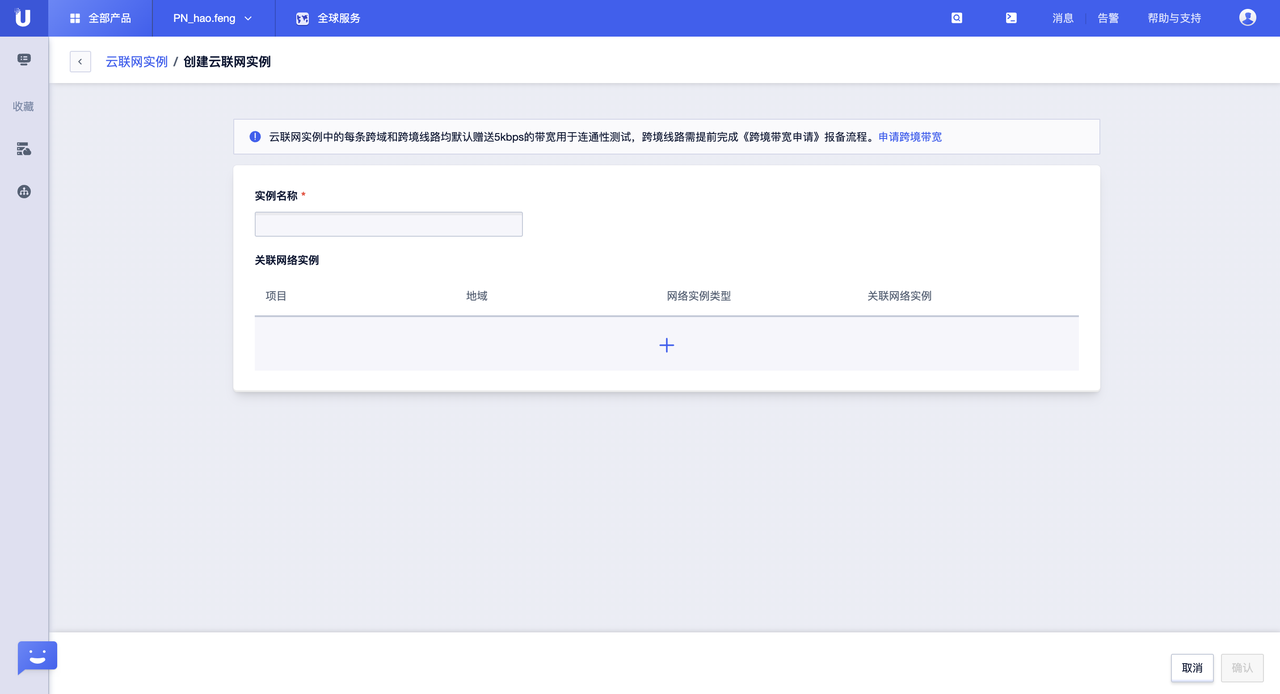 全部产品 PN_hao.feng 全球服务 消息 告警 帮助与支持
收藏
云联网实例 / 创建云联网实例
云联网实例中的每条跨域和跨境线路均默认赠送5kbps的带宽用于连通性测试，跨境线路需提前完成《跨境带宽申请》报备流程。申请跨境带宽
实例名称 *
关联网络实例
项目 地域 网络实例类型 关联网络实例
取消 确认